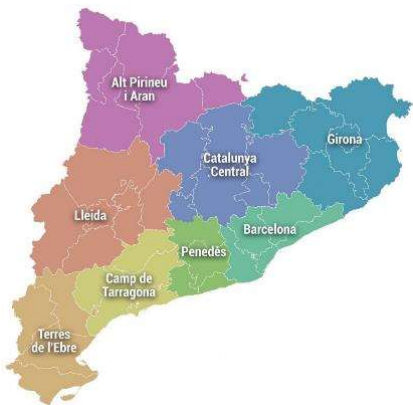 Alt Pirineu
i Aran
Girona
Catalunya
Central
Lleida
Barcelona
Penedès
Camp de
Tarragona
Terres
de l'Ebre